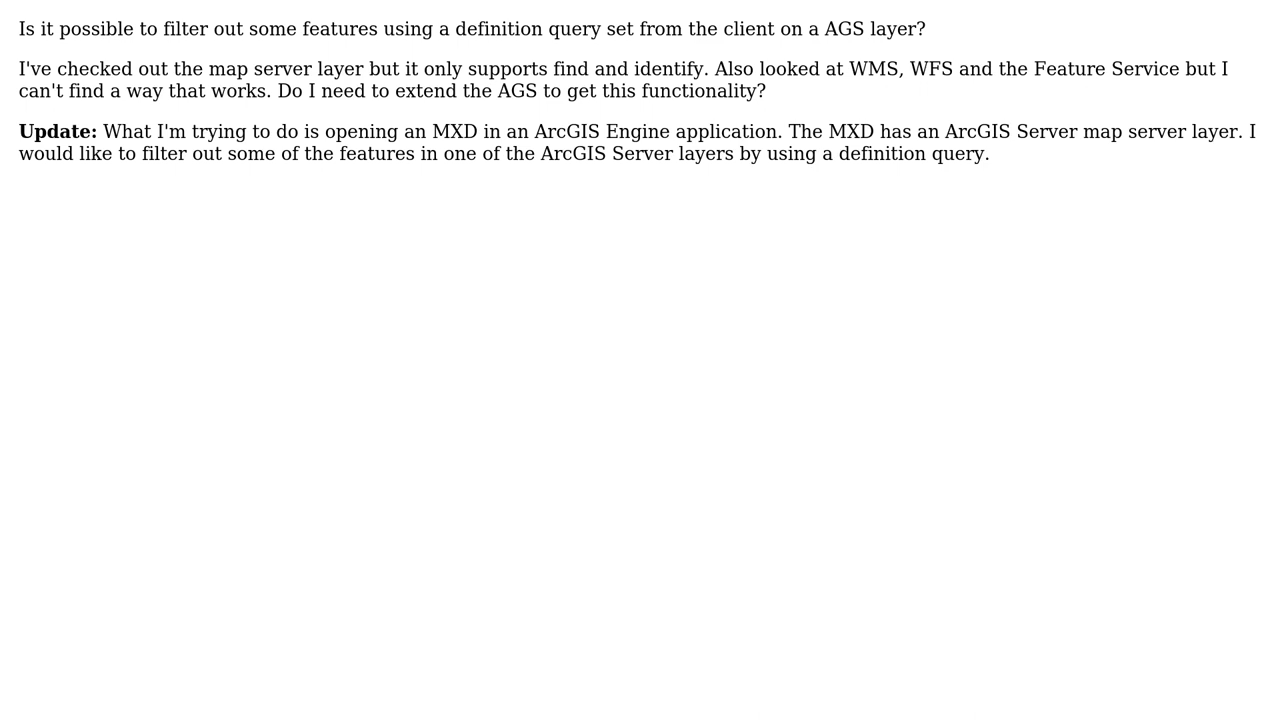 Is it possible to filter out some features using a definition query set from the client on a AGS layer?
I've checked out the map server layer but it only supports find and identify. Also looked at WMS, WFS and the Feature Service but I
can't find a way that works. Do I need to extend the AGS to get this functionality?
Update: What I'm trying to do is opening an MXD in an ArcGIS Engine application. The MXD has an ArcGIS Server map server layer. I
would like to filter out some of the features in one of the ArcGIS Server layers by using a definition query.